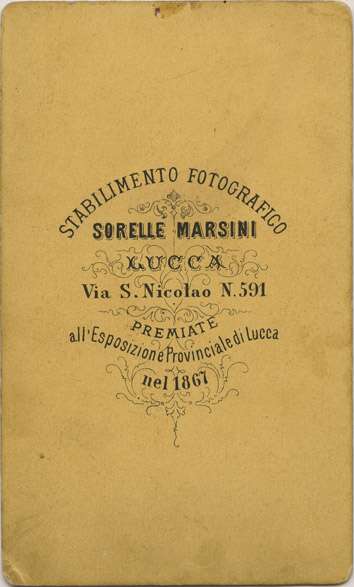 STABILIMENTO FOTOGRAFICO
SORELLE MARSINI
LUCCA
Via S. Nicolao N. 591
PREMIATE
all'Esposizione Provinciale di Lucca
nel 1867